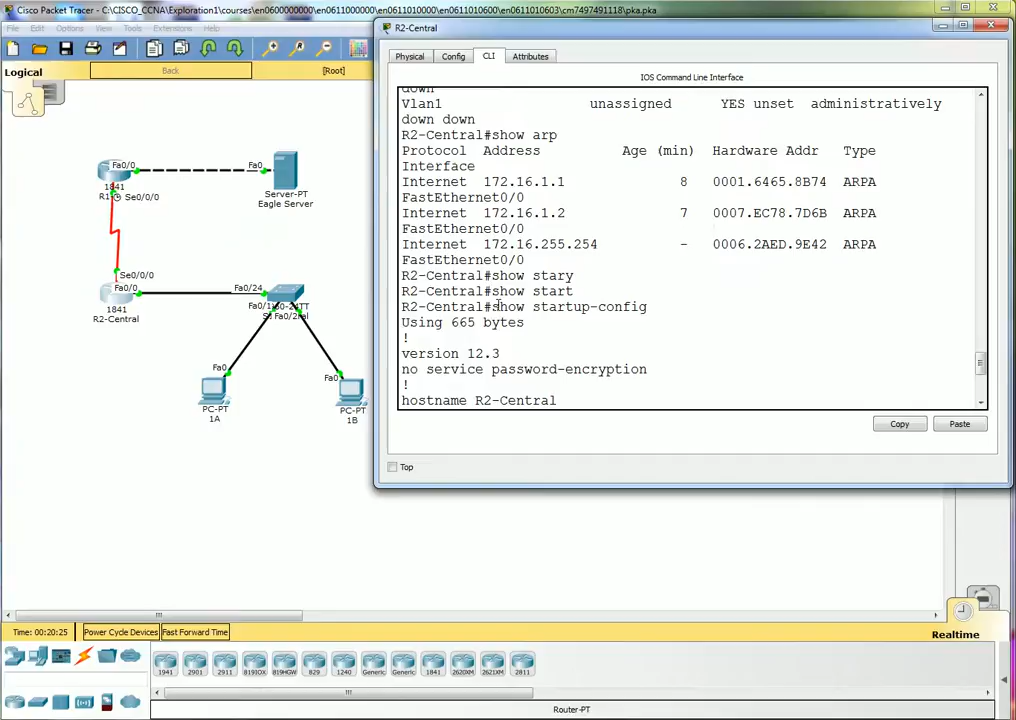 Cisco Packet Tracer - C:\CISCO_CCNA\Exploration1\courses\en0600000000\en0611000000\en0611010000\en0611010600\en0611010603\cm7497491118\pka.pka
File Edit Options View Tools Extensions Help
Logical
Back
[Root]
Fa0/0
Fa0
1841
Se0/0/0
Server-PT
Eagle Server
Se0/0/0
Fa0/0
Fa0/24
1841
R2-Central
Fa0
Fa0
PC-PT
1A
PC-PT
1B
R2-Central
Physical
Config
CLI
Attributes
IOS Command Line Interface
down
Vlan1 unassigned YES unset administratively
down down
R2-Central#show arp
Protocol Address Age (min) Hardware Addr Type
Interface
Internet 172.16.1.1 8 0001.6465.8B74 ARPA
FastEthernet0/0
Internet 172.16.1.2 7 0007.EC78.7D6B ARPA
FastEthernet0/0
Internet 172.16.255.254 - 0006.2AED.9E42 ARPA
FastEthernet0/0
R2-Central#show stary
R2-Central#show start
R2-Central#show startup-config
Using 665 bytes
!
version 12.3
no service password-encryption
!
hostname R2-Central
Copy
Paste
Top
Time: 00:20:25
Power Cycle Devices
Fast Forward Time
Realtime
1941
2901
2911
819IOX
819HGW
829
1240
Generic
Generic
1841
2620XM
2621XM
2811
Router-PT